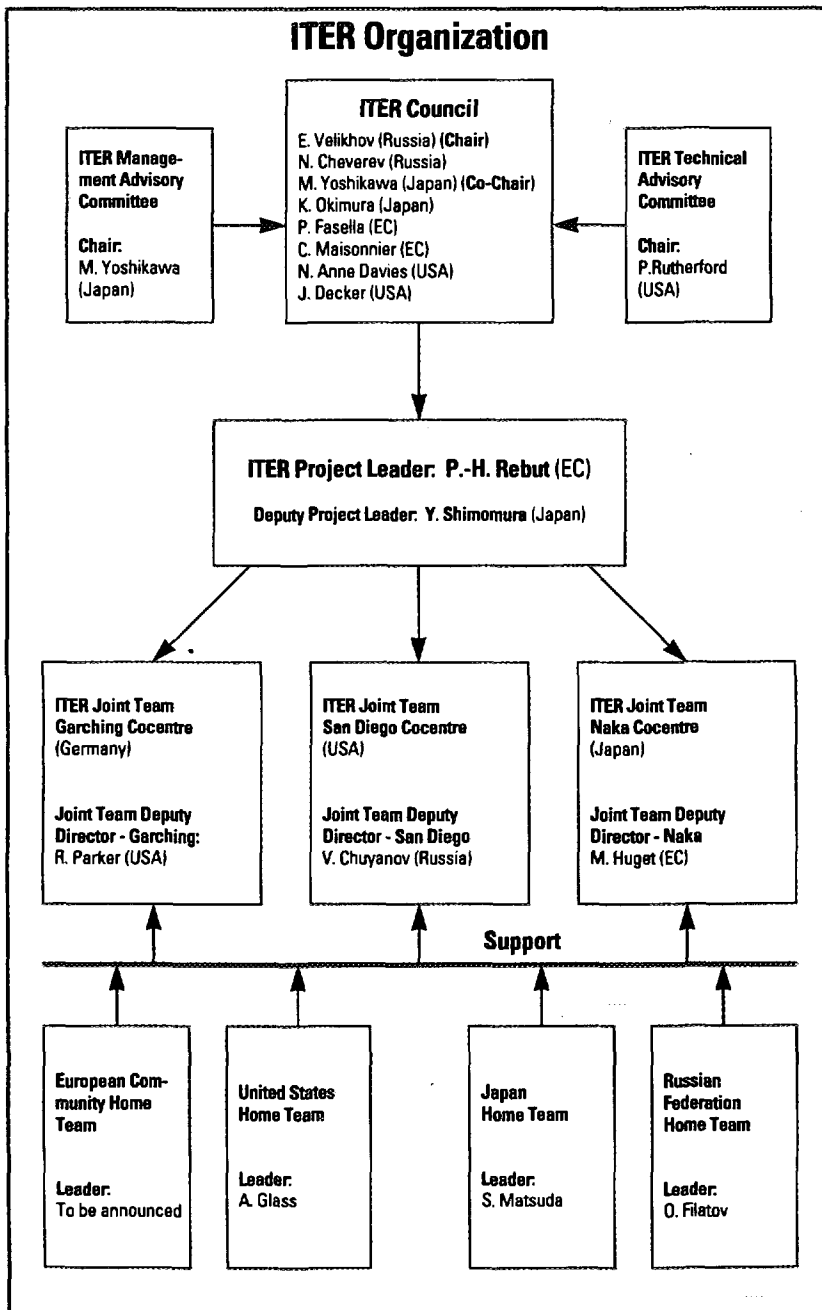 ITER Organization
ITER Manage-
ment Advisory
Committee
Chair:
M. Yoshikawa
(Japan)
ITER Council
E. Velikhov (Russia) (Chair)
N. Cheverev (Russia)
M. Yoshikawa (Japan) (Co-Chair)
K. Okimura (Japan)
P. Fasella (EC)
C. Maisonnier (EC)
N. Anne Davies (USA)
J. Decker (USA)
ITER Technical
Advisory
Committee
Chair:
P.Rutherford
(USA)
ITER Project Leader: P.-H. Rebut (EC)
Deputy Project Leader: Y. Shimomura (Japan)
ITER Joint Team
Garching Cocentre
(Germany)
Joint Team Deputy
Director - Garching:
R. Parker (USA)
ITER Joint Team
San Diego Cocentre
(USA)
Joint Team Deputy
Director - San Diego
V. Chuyanov (Russia)
ITER Joint Team
Naka Cocentre
(Japan)
Joint Team Deputy
Director - Naka
M. Huget (EC)
Support
European Com-
munity Home
Team
Leader:
To be announced
United States
Home Team
Leader:
A. Glass
Japan
Home Team
Leader:
S. Matsuda
Russian
Federation
Home Team
Leader:
O. Filatov